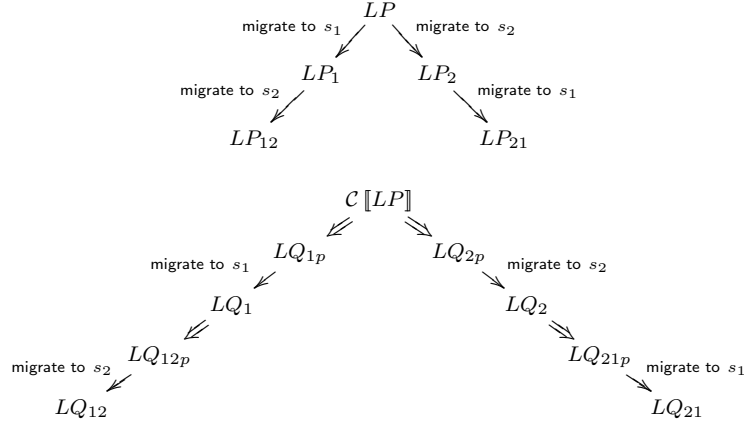 LP
migrate to s₁ migrate to s₂
LP₁ LP₂
migrate to s₂ migrate to s₁
LP₁₂ LP₂₁
𝒞 ⟦LP⟧
LQ₁ₚ LQ₂ₚ
migrate to s₁ migrate to s₂
LQ₁ LQ₂
LQ₁₂ₚ LQ₂₁ₚ
migrate to s₂ migrate to s₁
LQ₁₂ LQ₂₁